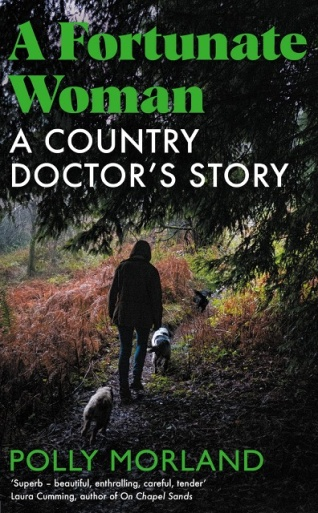 A Fortunate
Woman
A COUNTRY
DOCTOR'S STORY
POLLY MORLAND
'Superb – beautiful, enthralling, careful, tender'
Laura Cumming, author of On Chapel Sands